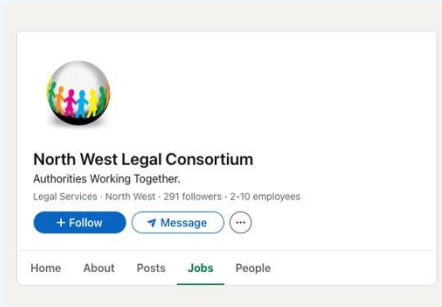 North West Legal Consortium
Authorities Working Together.
Legal Services · North West · 291 followers · 2-10 employees
+ Follow
Message
Home About Posts Jobs People